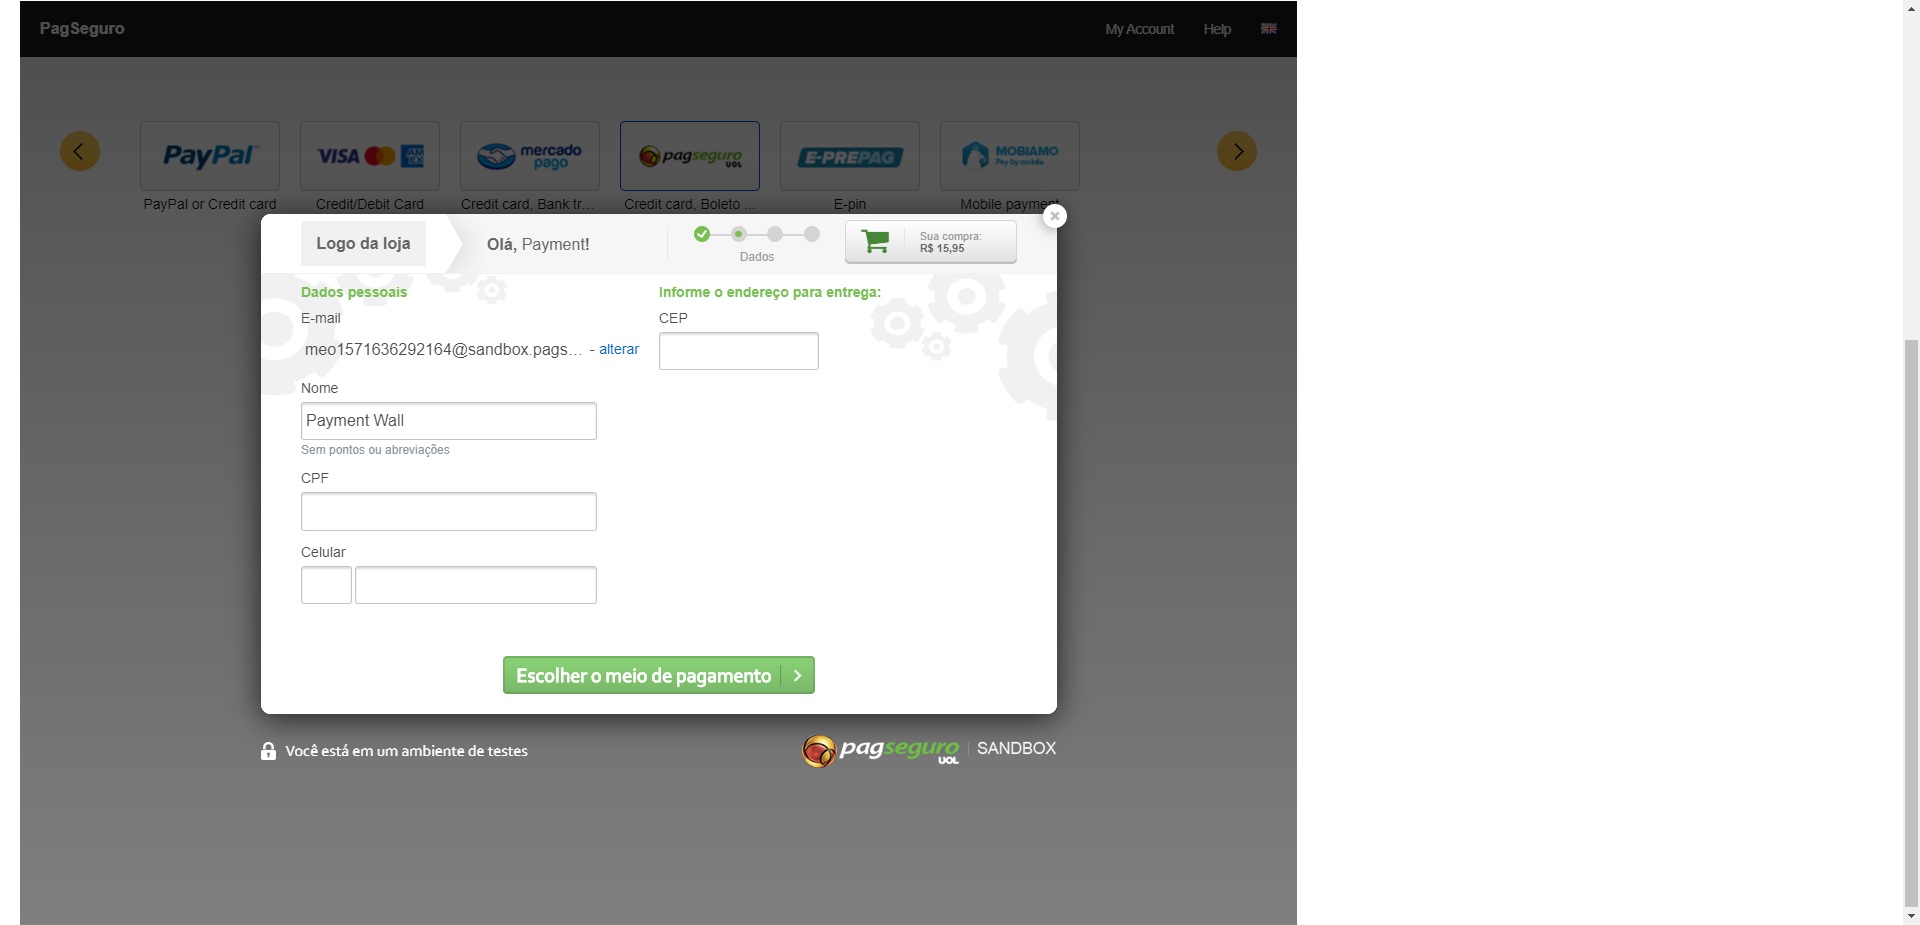 PagSeguro
My Account Help
PayPal
VISA
mercado pago
pagseguro UOL
E-PREPAG
MOBIAMO Pay by mobile
PayPal or Credit card
Credit/Debit Card
Credit card, Bank tr...
Credit card, Boleto ...
E-pin
Mobile payment
Logo da loja
Olá, Payment!
Dados
Sua compra:
R$ 15,95
Dados pessoais
E-mail
meo1571636292164@sandbox.pags... - alterar
Nome
Payment Wall
Sem pontos ou abreviações
CPF
Celular
Informe o endereço para entrega:
CEP
Escolher o meio de pagamento
Você está em um ambiente de testes
pagseguro UOL SANDBOX